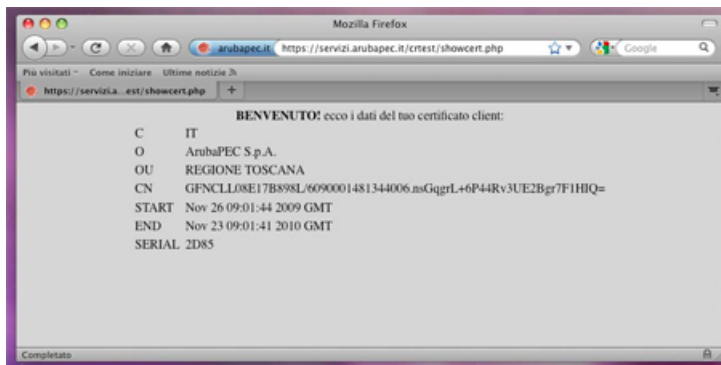 Mozilla Firefox
arubapec.it https://servizi.arubapec.it/crtest/showcert.php Google
Più visitati Come iniziare Ultime notizie
https://servizi.a...est/showcert.php +
BENVENUTO! ecco i dati del tuo certificato client:
C IT
O ArubaPEC S.p.A.
OU REGIONE TOSCANA
CN GFNCLL08E17B898L/6090001481344006.nsGqgrL+6P44Rv3UE2Bgr7F1HIQ=
START Nov 26 09:01:44 2009 GMT
END Nov 23 09:01:41 2010 GMT
SERIAL 2D85
Completato